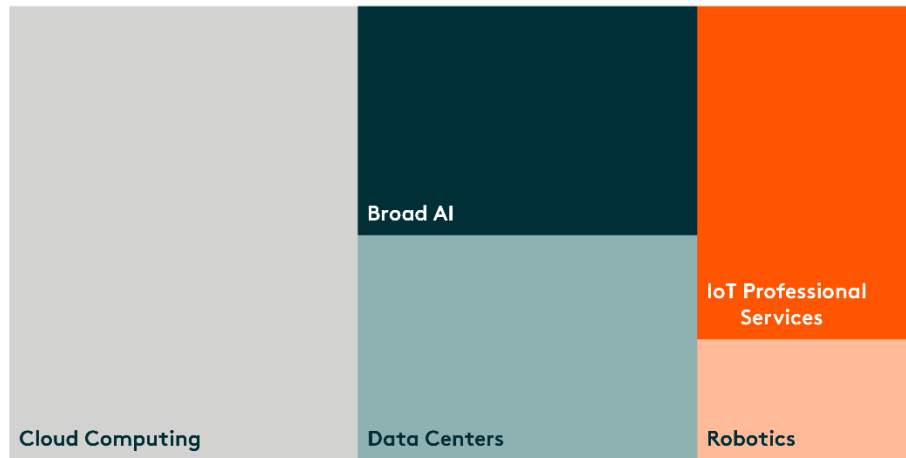 Broad AI
IoT Professional
Services
Cloud Computing
Data Centers
Robotics